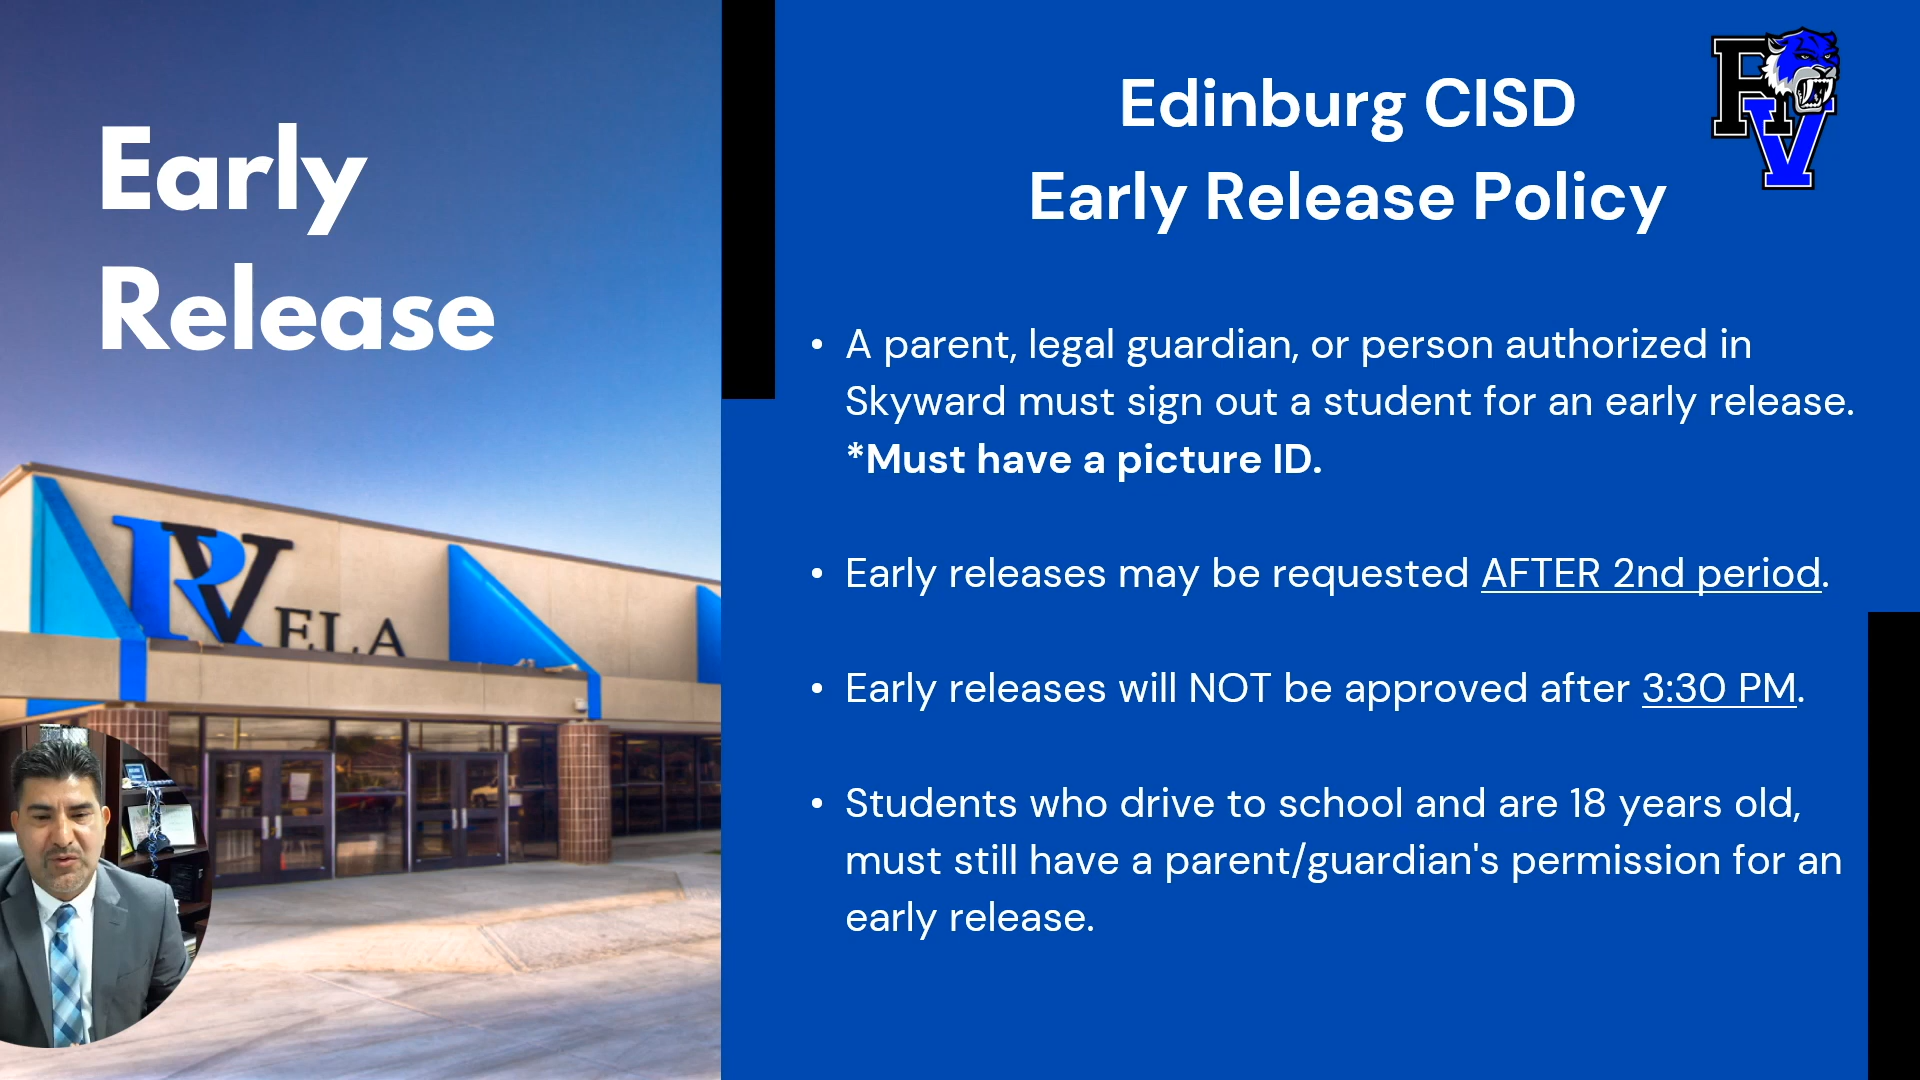 Early
Release
RV ELA
RV
Edinburg CISD
Early Release Policy
• A parent, legal guardian, or person authorized in
Skyward must sign out a student for an early release.
*Must have a picture ID.
• Early releases may be requested AFTER 2nd period.
• Early releases will NOT be approved after 3:30 PM.
• Students who drive to school and are 18 years old,
must still have a parent/guardian's permission for an
early release.